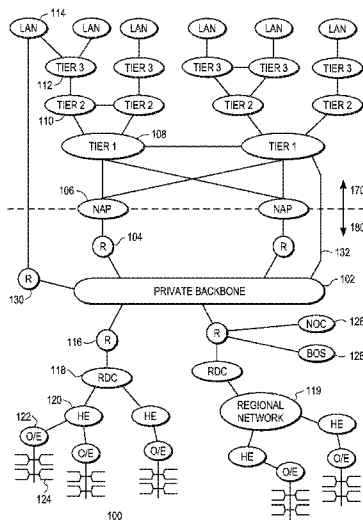 LAN 114 LAN LAN LAN LAN LAN
TIER 3 TIER 3 TIER 3 TIER 3 TIER 3
112
TIER 2 TIER 2 TIER 2 TIER 2
110
108
TIER 1 TIER 1
106 170
NAP NAP
180
R 104 R 132
R 102
130 PRIVATE BACKBONE
116 R R NOC 126
118 BOS 128
RDC RDC
120 119
122 HE HE REGIONAL
NETWORK HE
O/E O/E O/E HE O/E O/E
124
100